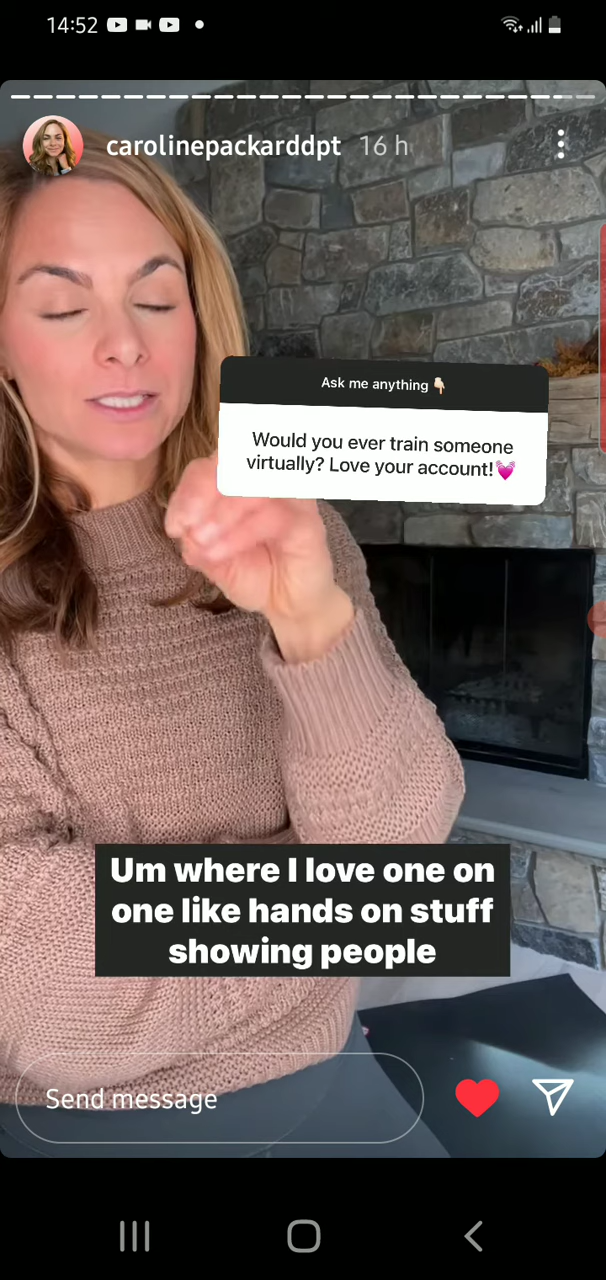 14:52
carolinepackarddpt 16 h
Ask me anything 👇🏻
Would you ever train someone
virtually? Love your account!💓
Um where I love one on
one like hands on stuff
showing people
Send message